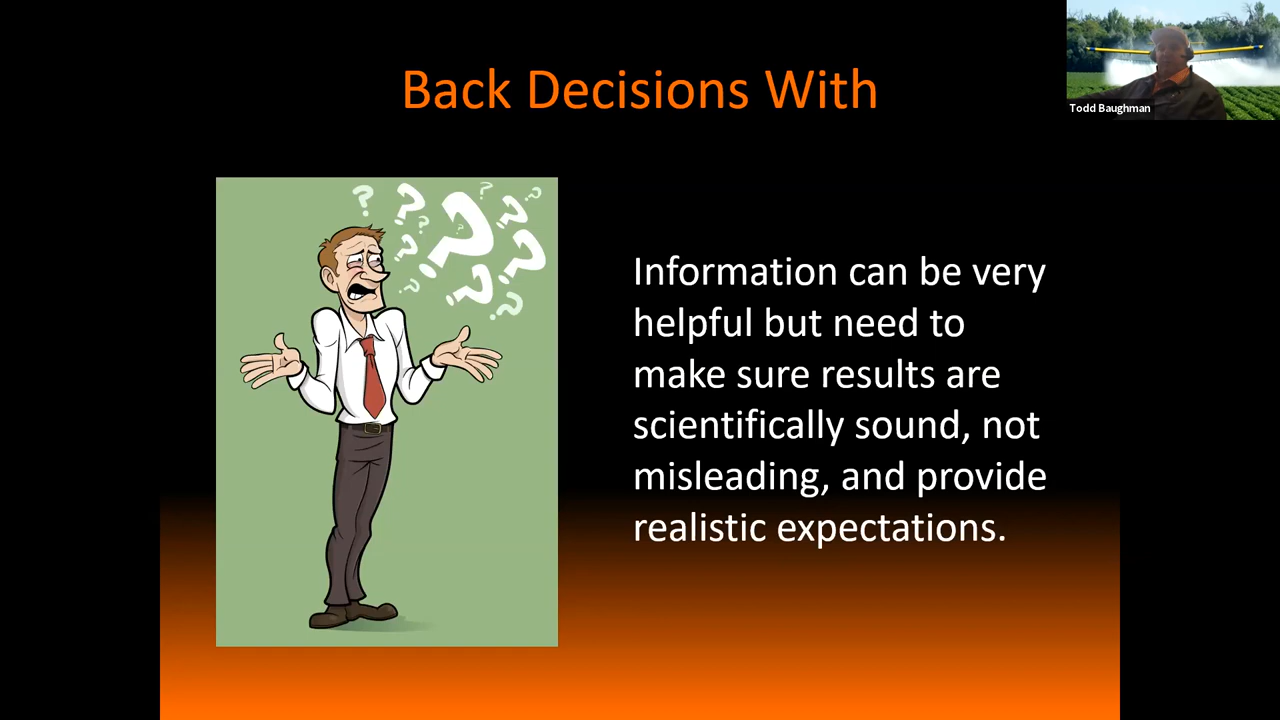 Back Decisions With
Todd Baughman
Information can be very
helpful but need to
make sure results are
scientifically sound, not
misleading, and provide
realistic expectations.